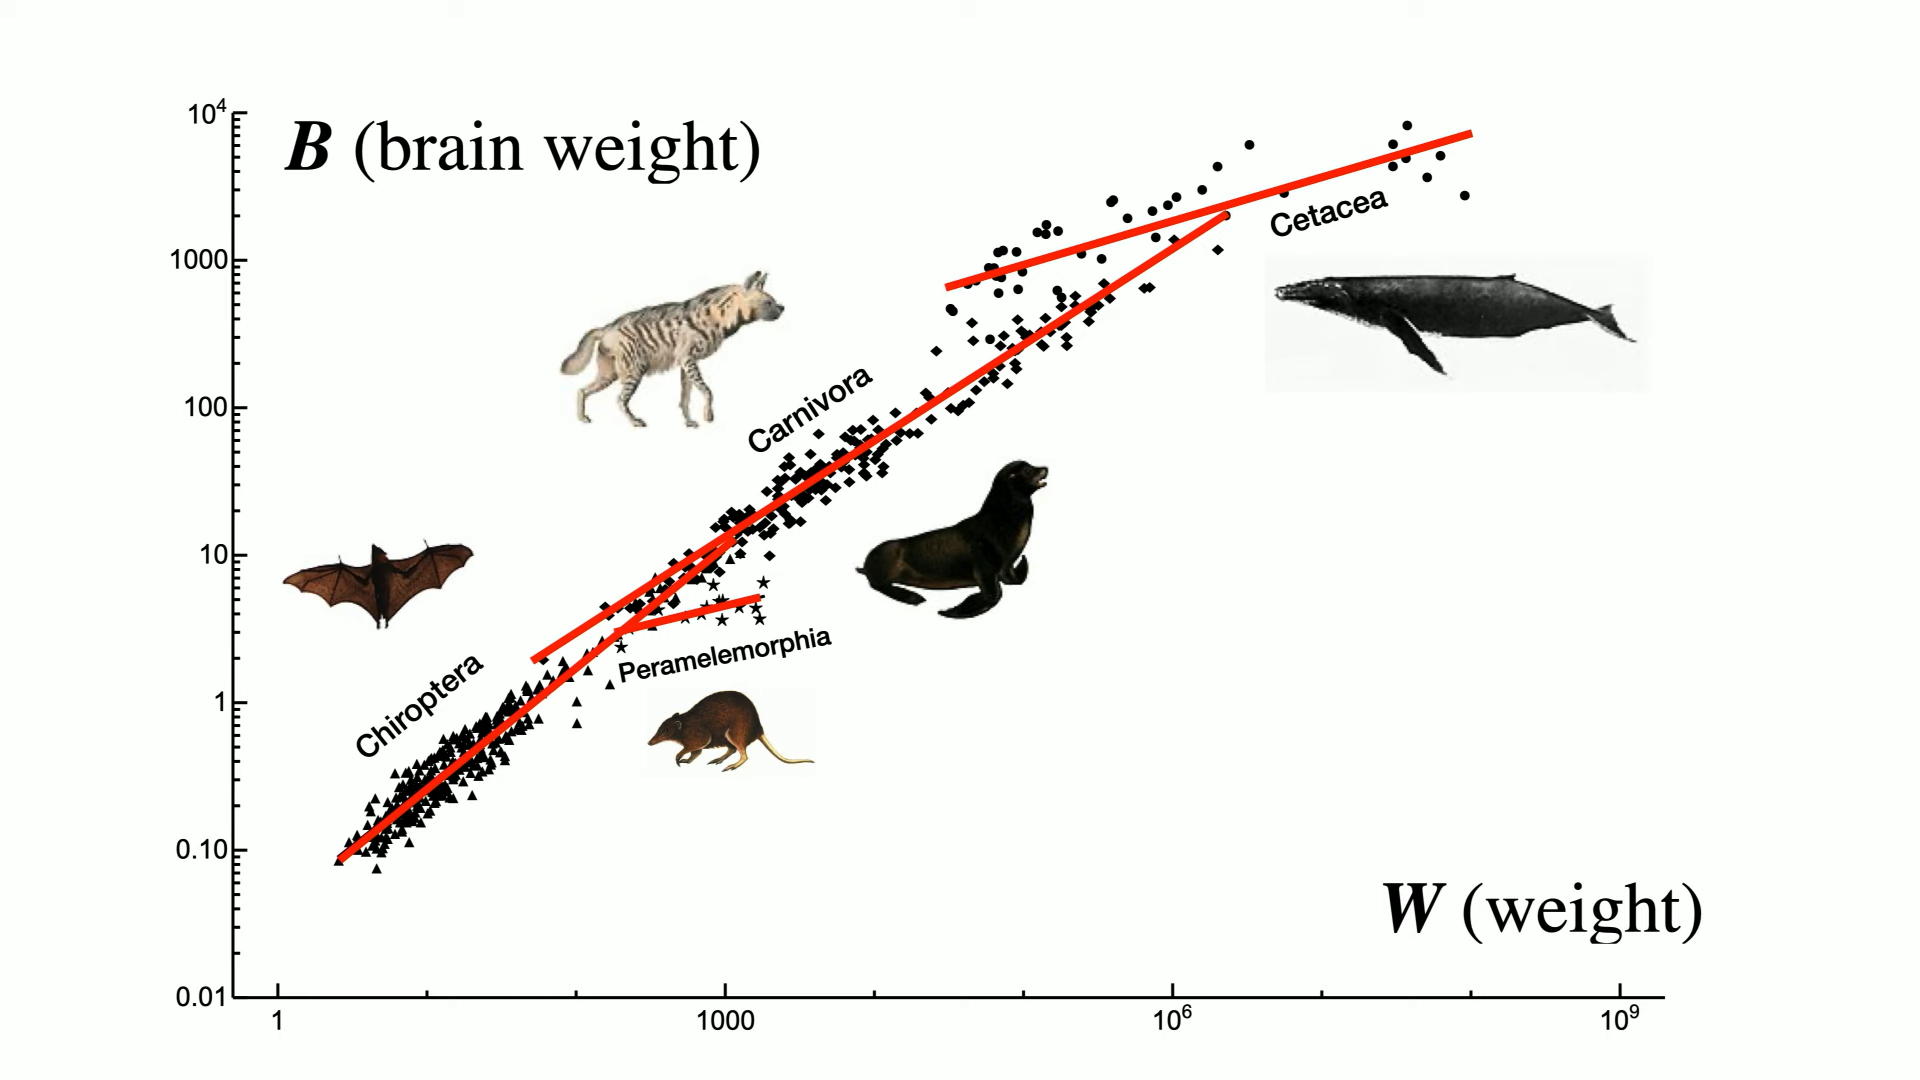 10⁴
B (brain weight)
1000
Cetacea
100
Carnivora
10
Peramelemorphia
Chiroptera
1
0.10
W (weight)
0.01
1 1000 10⁶ 10⁹